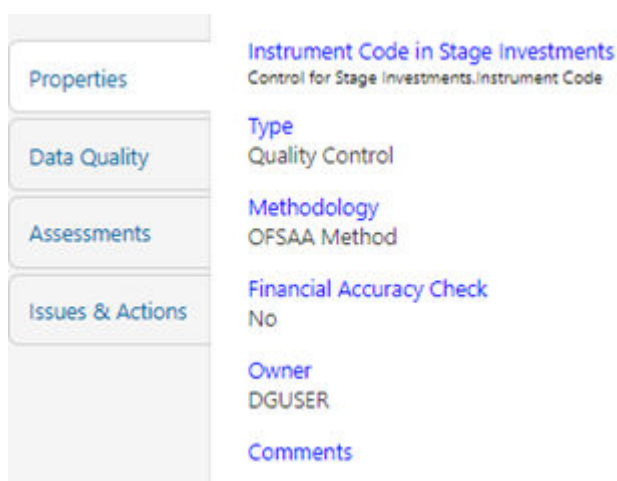 Properties
Data Quality
Assessments
Issues & Actions
Instrument Code in Stage Investments
Control for Stage Investments.Instrument Code
Type
Quality Control
Methodology
OFSAA Method
Financial Accuracy Check
No
Owner
DGUSER
Comments